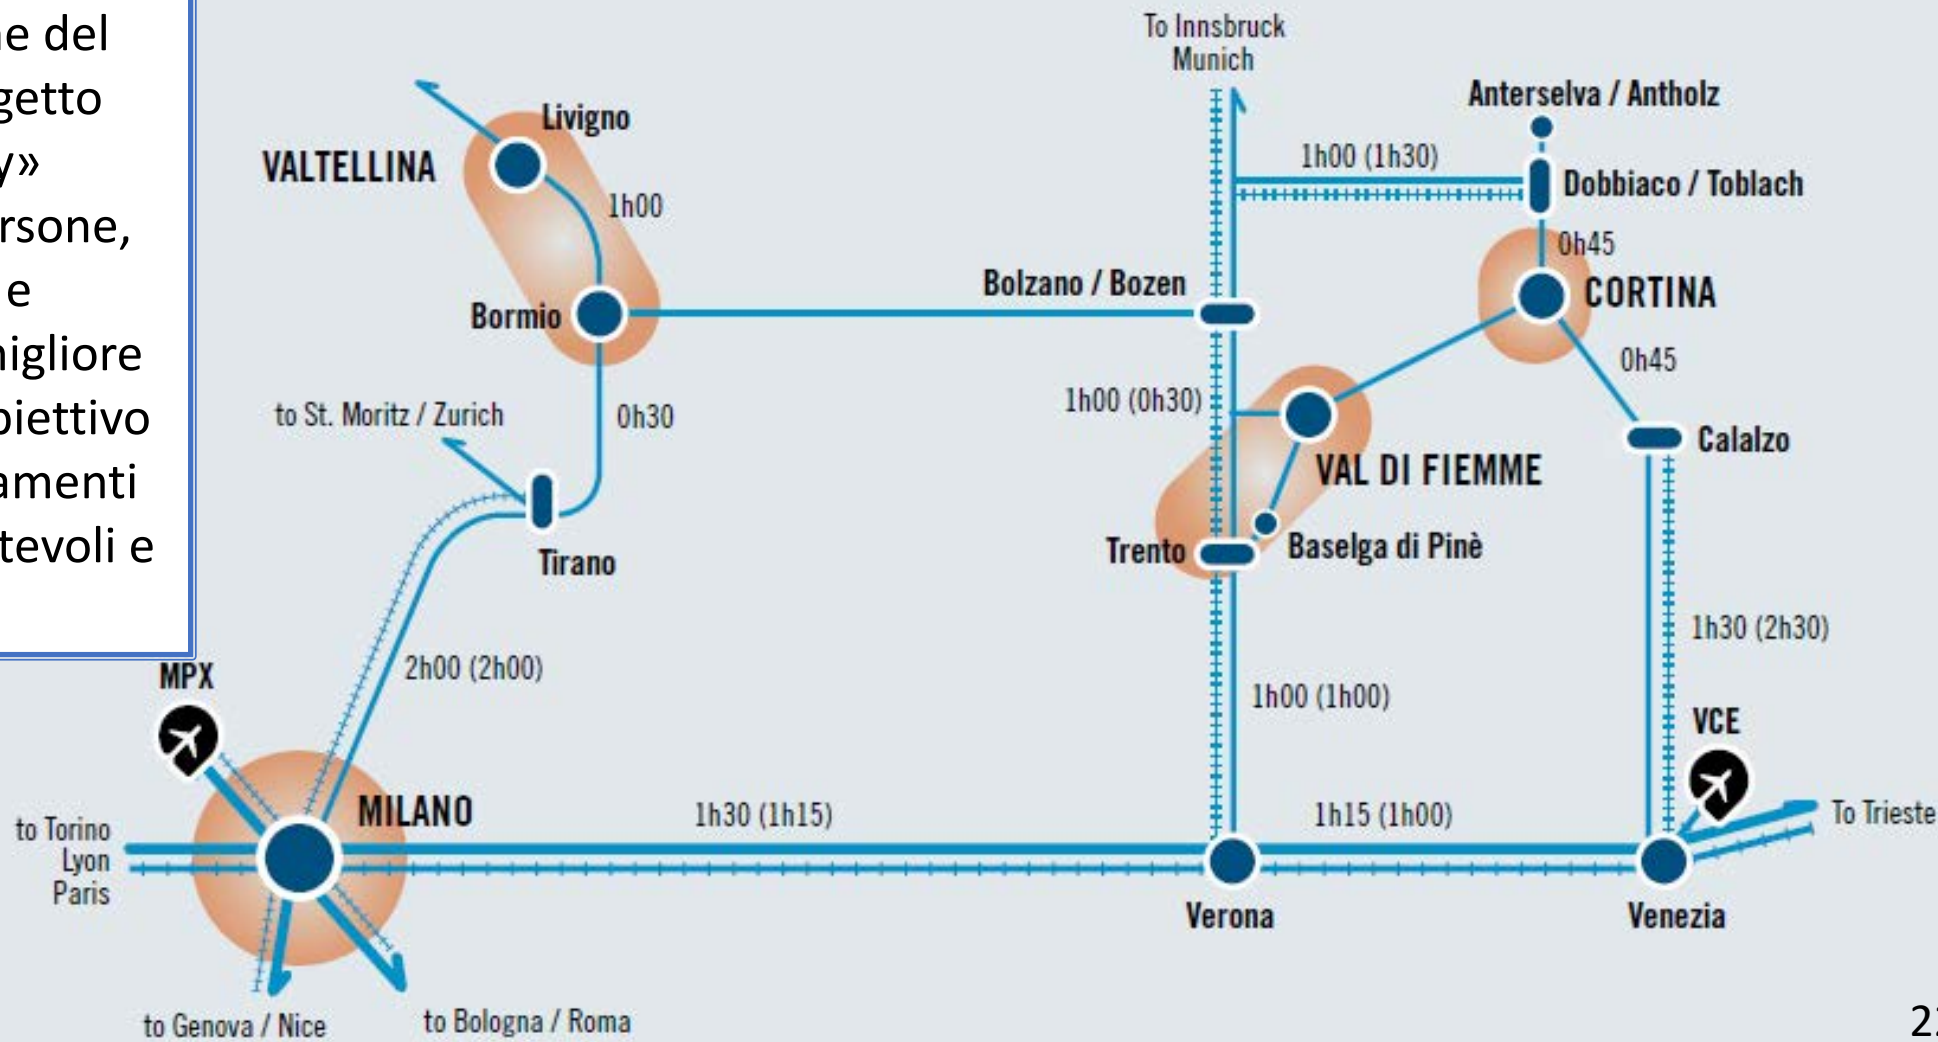 e del
getto
y»
rsone,
e
nigliore
biettivo
amenti
tevoli e
To Innsbruck
Munich
Anterselva / Antholz
Livigno
VALTELLINA
1h00 (1h30)
Dobbiaco / Toblach
1h00
0h45
Bolzano / Bozen
CORTINA
Bormio
0h45
to St. Moritz / Zurich
0h30
1h00 (0h30)
Calalzo
VAL DI FIEMME
Trento
Baselga di Pinè
Tirano
1h30 (2h30)
2h00 (2h00)
MPX
1h00 (1h00)
VCE
MILANO
1h30 (1h15)
1h15 (1h00)
To Trieste
to Torino
Lyon
Paris
Verona
Venezia
to Genova / Nice
to Bologna / Roma